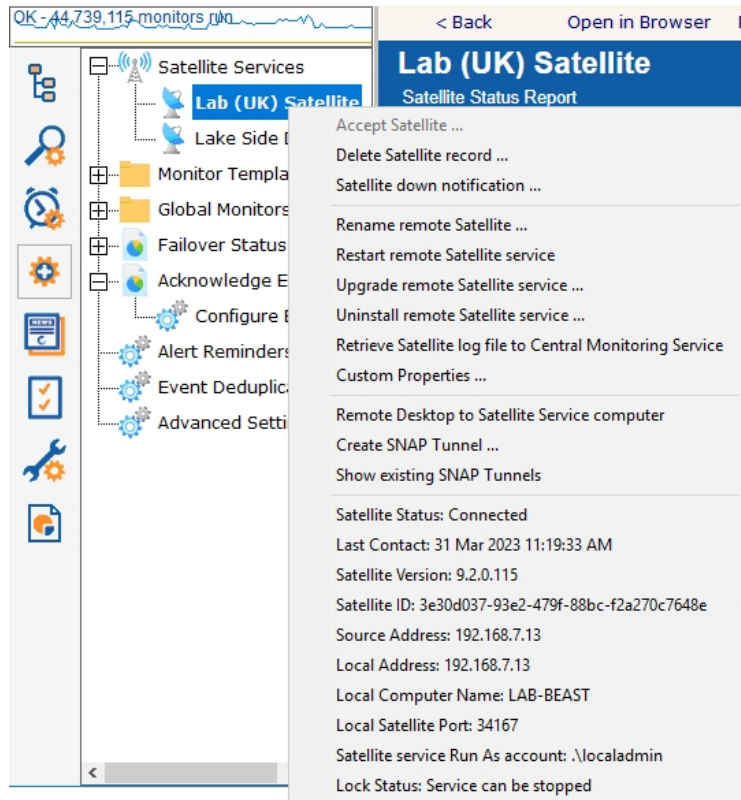 OK - 44,739,115 monitors run
< Back Open in Browser
Lab (UK) Satellite
Satellite Status Report
Satellite Services
Lab (UK) Satellite
Lake Side
Monitor Templa
Global Monitors
Failover Status
Acknowledge E
Configure E
Alert Reminders
Event Deduplica
Advanced Setti
NEWS
Accept Satellite ...
Delete Satellite record ...
Satellite down notification ...
Rename remote Satellite ...
Restart remote Satellite service
Upgrade remote Satellite service ...
Uninstall remote Satellite service ...
Retrieve Satellite log file to Central Monitoring Service
Custom Properties ...
Remote Desktop to Satellite Service computer
Create SNAP Tunnel ...
Show existing SNAP Tunnels
Satellite Status: Connected
Last Contact: 31 Mar 2023 11:19:33 AM
Satellite Version: 9.2.0.115
Satellite ID: 3e30d037-93e2-479f-88bc-f2a270c7648e
Source Address: 192.168.7.13
Local Address: 192.168.7.13
Local Computer Name: LAB-BEAST
Local Satellite Port: 34167
Satellite service Run As account: .\localadmin
Lock Status: Service can be stopped